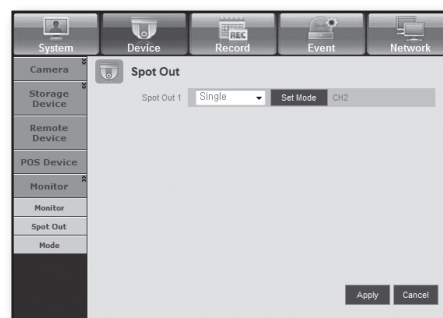 System Device Record Event Network
REC
Camera
Storage
Device
Remote
Device
POS Device
Monitor
Monitor
Spot Out
Mode
Spot Out
Spot Out 1 Single Set Mode CH2
Apply Cancel